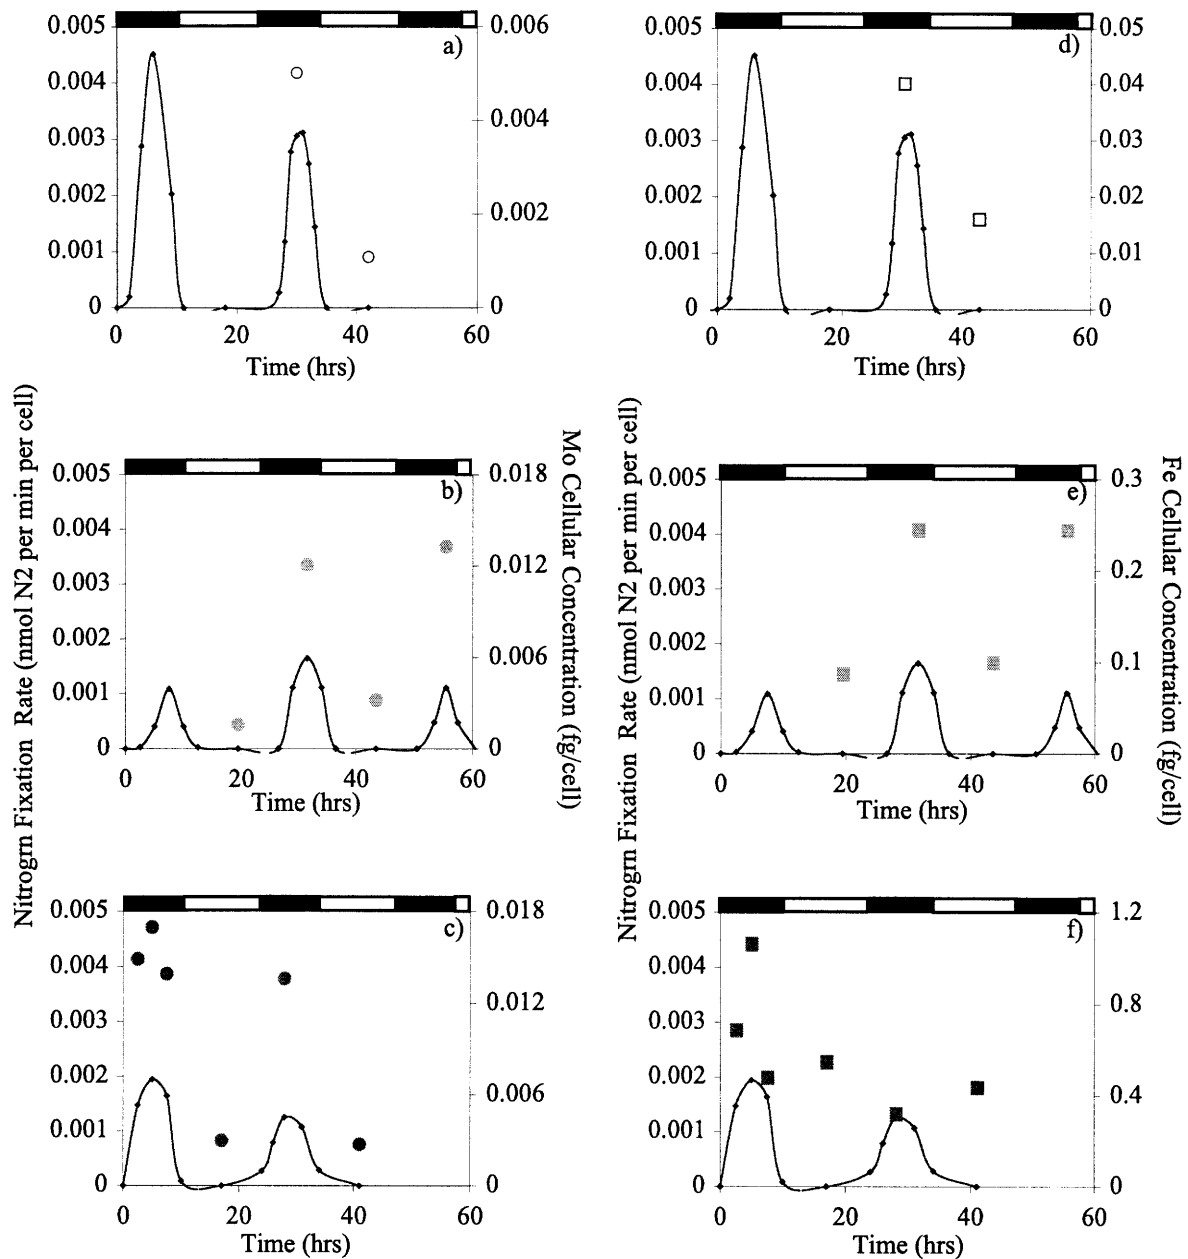 0.005 0.006 0.005 0.05
a) d)
0.004 0.004 0.04
0.004 0.003 0.003 0.03
0.002 0.002 0.002 0.02
0.001 0.001 0.01
0 0 0 0
0 20 40 60 0 20 40 60
Time (hrs) Time (hrs)
Nitrogrn Fixation Rate (nmol N2 per min per cell)
Mo Cellular Concentration (fg/cell)
Nitrogrn Fixation Rate (nmol N2 per min per cell)
Fe Cellular Concentration (fg/cell)
0.005 0.018 0.005 0.3
b) e)
0.004 0.004
0.003 0.012 0.003 0.2
0.002 0.006 0.002 0.1
0.001 0.001
0 0 0 0
0 20 40 60 0 20 40 60
Time (hrs) Time (hrs)
0.005 0.018 0.005 1.2
c) f)
0.004 0.004
0.003 0.012 0.003 0.8
0.002 0.006 0.002 0.4
0.001 0.001
0 0 0 0
0 20 40 60 0 20 40 60
Time (hrs) Time (hrs)